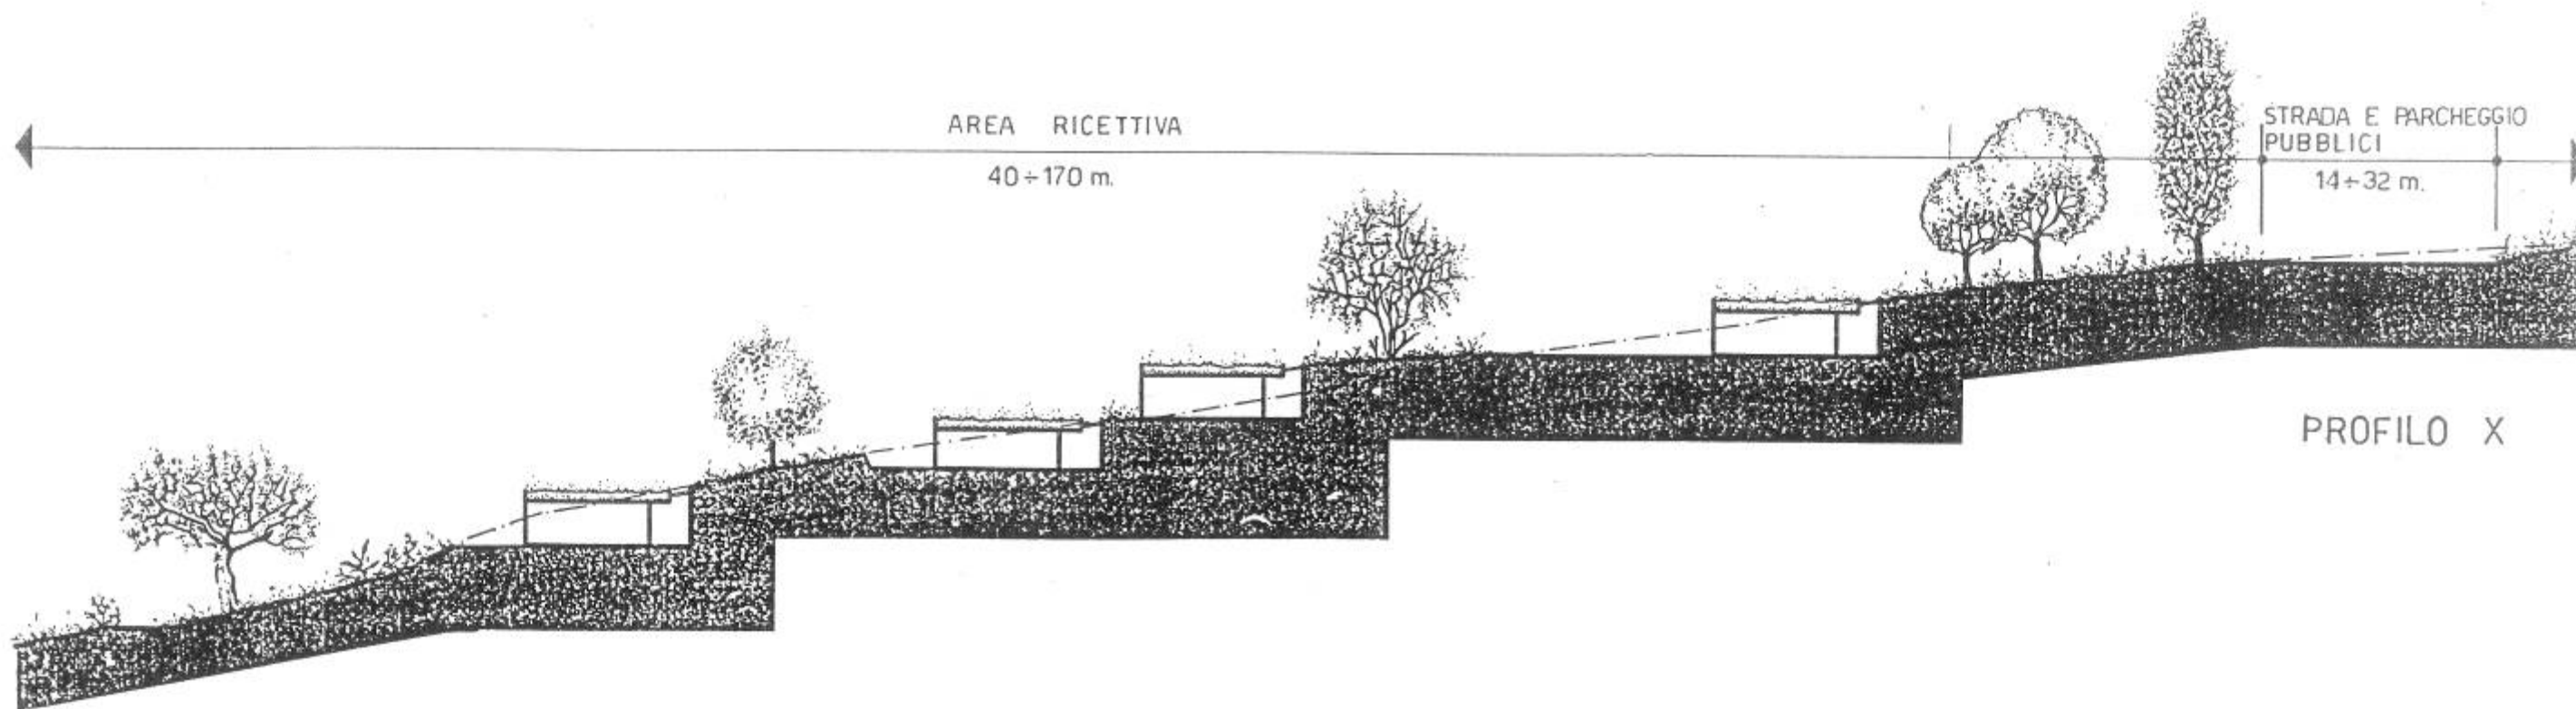 AREA RICETTIVA
40÷170 m.
STRADA E PARCHEGGIO
PUBBLICI
14÷32 m.
PROFILO X